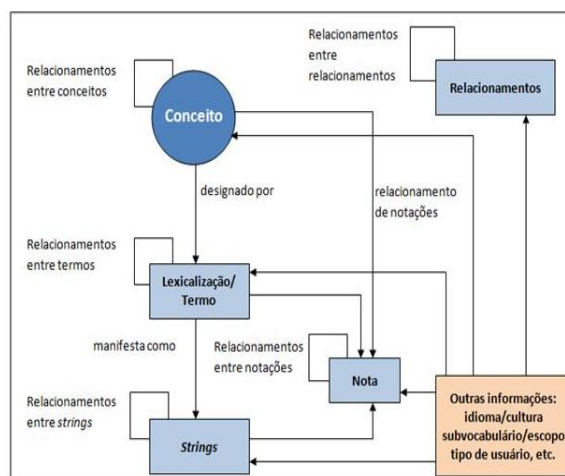 Relacionamentos
entre conceitos
Conceito
Relacionamentos
entre
relacionamentos
Relacionamentos
designado por
relacionamento
de notações
Relacionamentos
entre termos
Lexicalização/
Termo
manifesta como
Relacionamentos
entre notações
Nota
Relacionamentos
entre strings
Strings
Outras informações:
idioma/cultura
subvocabulário/escopo
tipo de usuário, etc.